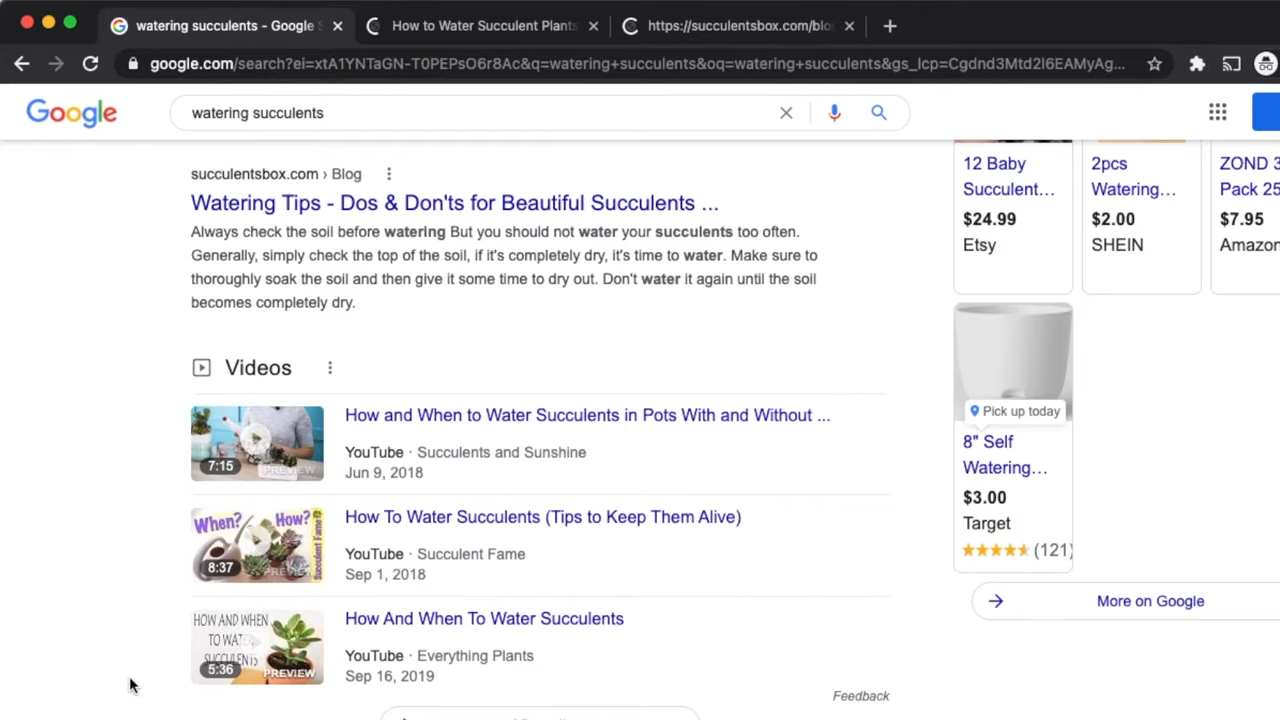 watering succulents - Google S
How to Water Succulent Plants
https://succulentsbox.com/blo
google.com/search?ei=xtA1YNTaGN-T0PEPsO6r8Ac&q=watering+succulents&oq=watering+succulents&gs_lcp=Cgdnd3Mtd2l6EAMyAg...
Google
watering succulents
succulentsbox.com › Blog
Watering Tips - Dos & Don'ts for Beautiful Succulents ...
Always check the soil before watering But you should not water your succulents too often.
Generally, simply check the top of the soil, if it's completely dry, it's time to water. Make sure to
thoroughly soak the soil and then give it some time to dry out. Don't water it again until the soil
becomes completely dry.
Videos
How and When to Water Succulents in Pots With and Without ...
YouTube · Succulents and Sunshine
Jun 9, 2018
7:15
PREVIEW
How To Water Succulents (Tips to Keep Them Alive)
YouTube · Succulent Fame
Sep 1, 2018
When? How?
Succulent Fame
8:37
PREVIEW
How And When To Water Succulents
YouTube · Everything Plants
Sep 16, 2019
HOW AND WHEN
TO WATER
SUCCULENTS
5:36
PREVIEW
Feedback
12 Baby
Succulent...
$24.99
Etsy
2pcs
Watering...
$2.00
SHEIN
ZOND 3
Pack 25
$7.95
Amazon
Pick up today
8" Self
Watering...
$3.00
Target
(121)
More on Google